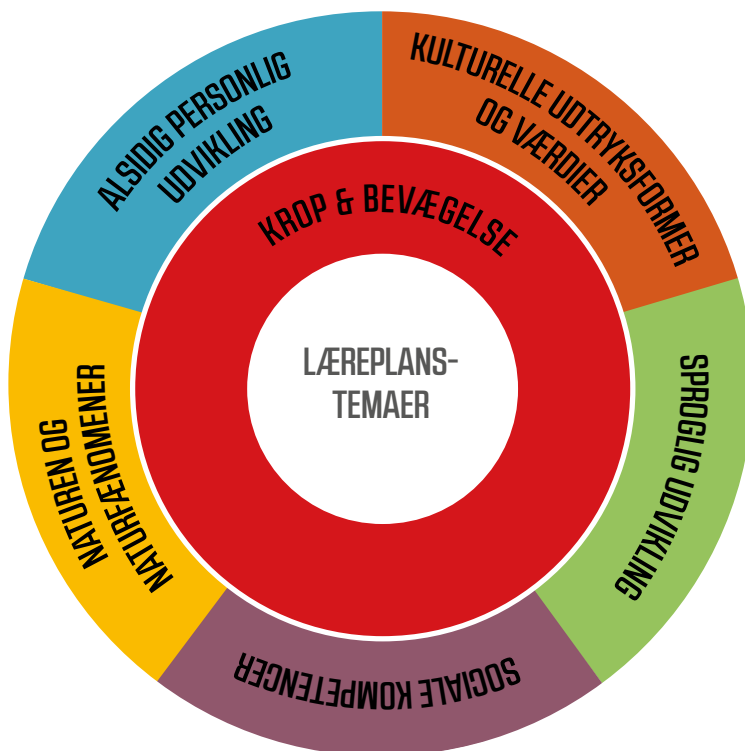 ALSIDIG PERSONLIG
UDVIKLING
KULTURELLE UDTRYKSFORMER
OG VÆRDIER
KROP & BEVÆGELSE
LÆREPLANS-
TEMAER
SPROGLIG UDVIKLING
NATUREN OG
NATURFÆNOMENER
SOCIALE KOMPETENCER